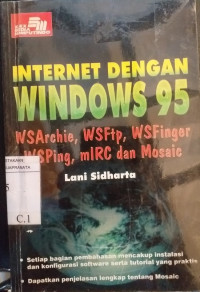 INTERNET DENGAN
WINDOWS 95
WSArchie, WSFtp, WSFinger
WSPing, mIRC dan Mosaic
Lani Sidharta
C.1
Setiap bagian pembahasan mencakup instalasi
dan konfigurasi software serta tutorial yang praktis
Dapatkan penjelasan lengkap tentang Mosaic